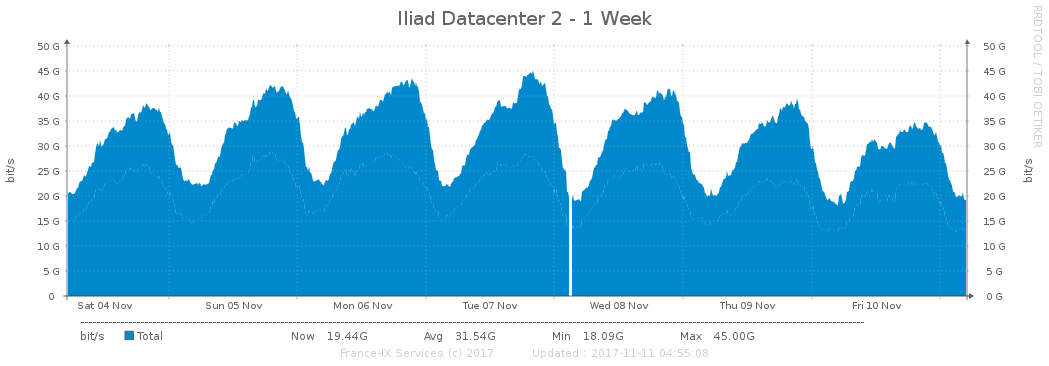 Iliad Datacenter 2 - 1 Week
RRDTOOL / TOBI OETIKER
50 G 50 G
45 G 45 G
40 G 40 G
35 G 35 G
30 G 30 G
25 G 25 G
20 G 20 G
15 G 15 G
10 G 10 G
5 G 5 G
0 0 G
bit/s
bit/s
Sat 04 Nov Sun 05 Nov Mon 06 Nov Tue 07 Nov Wed 08 Nov Thu 09 Nov Fri 10 Nov
bit/s Total Now 19.44G Avg 31.54G Min 18.09G Max 45.00G
France-IX Services (c) 2017 Updated : 2017-11-11 04:55:08